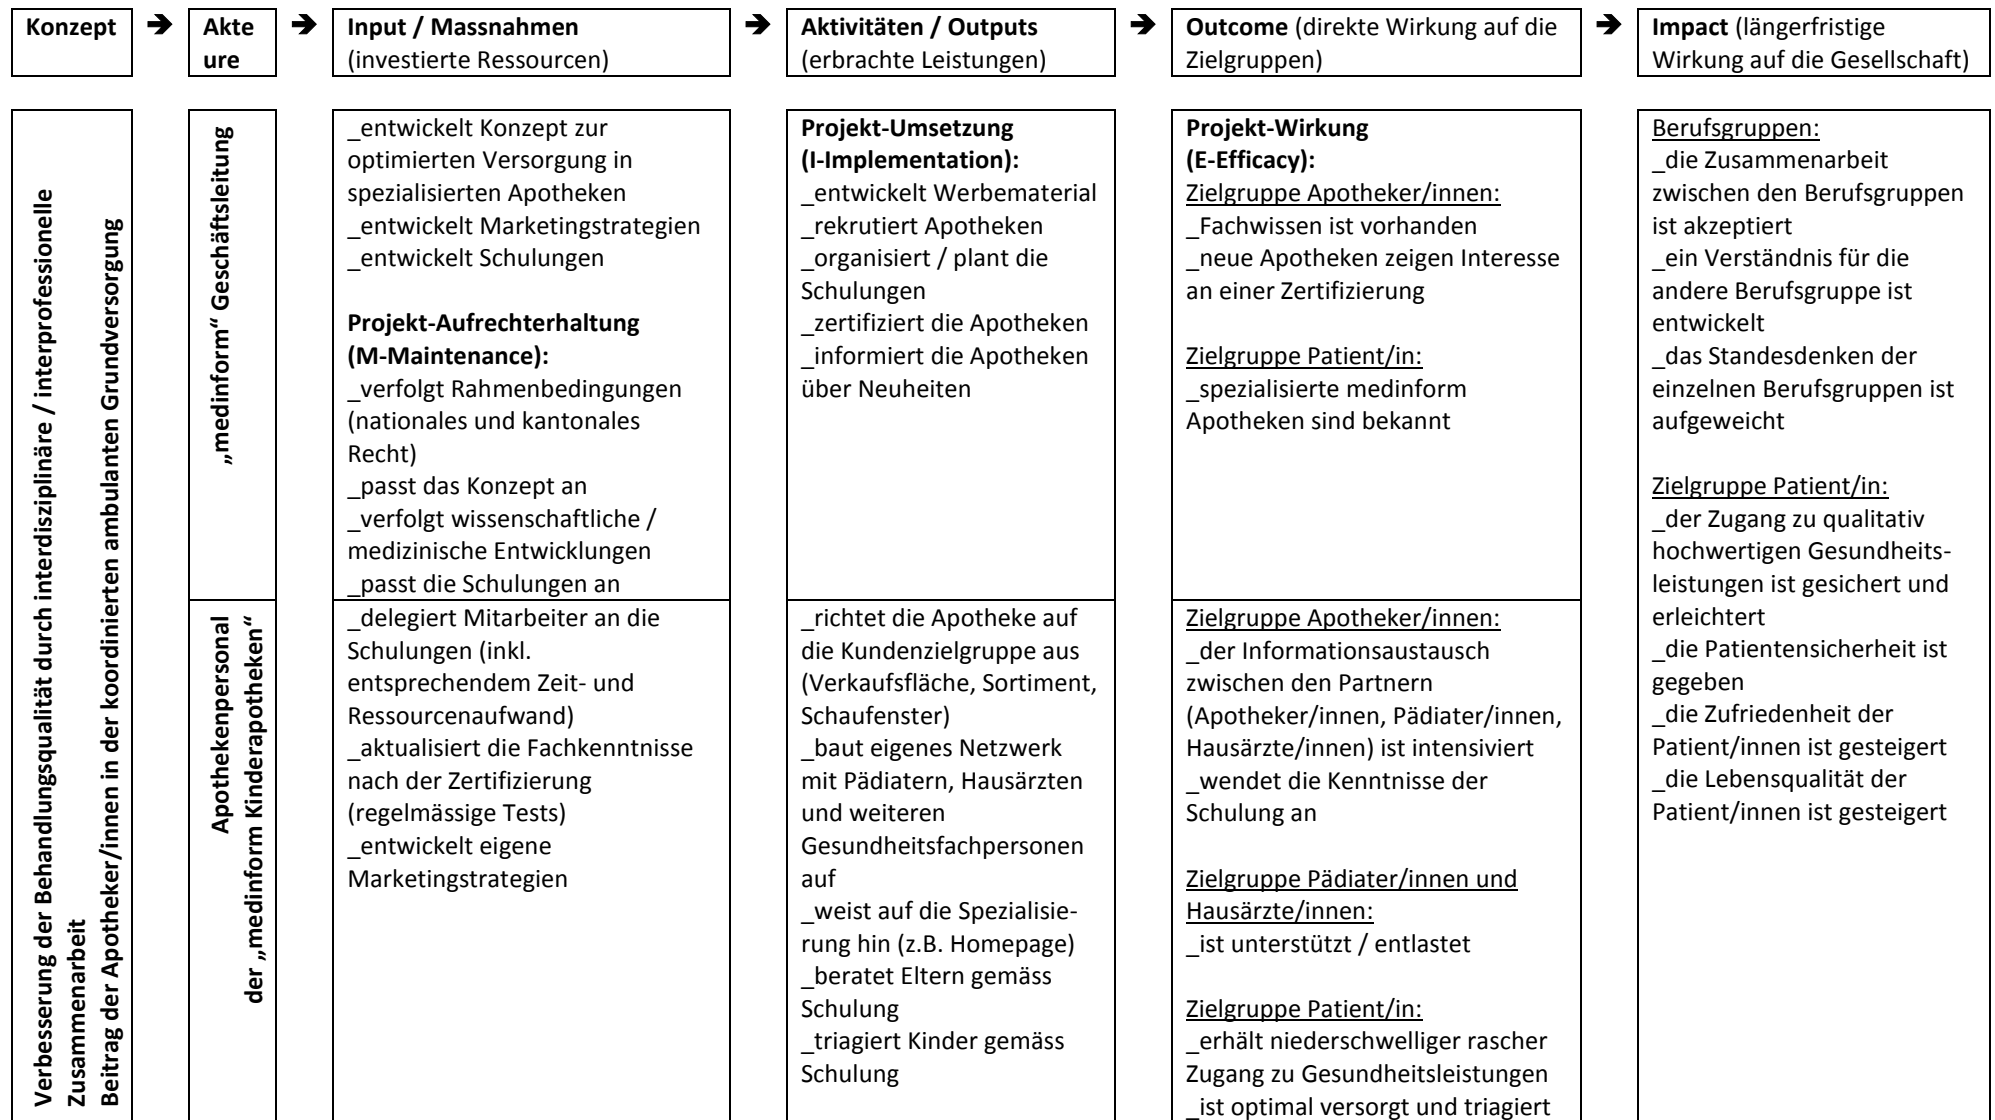 Konzept
Akte
ure
Input / Massnahmen
(investierte Ressourcen)
Aktivitäten / Outputs
(erbrachte Leistungen)
Outcome (direkte Wirkung auf die
Zielgruppen)
Impact (längerfristige
Wirkung auf die Gesellschaft)
Verbesserung der Behandlungsqualität durch interdisziplinäre / interprofessionelle
Zusammenarbeit
Beitrag der Apotheker/innen in der koordinierten ambulanten Grundversorgung
„medinform“ Geschäftsleitung
_entwickelt Konzept zur
optimierten Versorgung in
spezialisierten Apotheken
_entwickelt Marketingstrategien
_entwickelt Schulungen
Projekt-Aufrechterhaltung
(M-Maintenance):
_verfolgt Rahmenbedingungen
(nationales und kantonales
Recht)
_passt das Konzept an
_verfolgt wissenschaftliche /
medizinische Entwicklungen
_passt die Schulungen an
Projekt-Umsetzung
(I-Implementation):
_entwickelt Werbematerial
_rekrutiert Apotheken
_organisiert / plant die
Schulungen
_zertifiziert die Apotheken
_informiert die Apotheken
über Neuheiten
Projekt-Wirkung
(E-Efficacy):
Zielgruppe Apotheker/innen:
_Fachwissen ist vorhanden
_neue Apotheken zeigen Interesse
an einer Zertifizierung
Zielgruppe Patient/in:
_spezialisierte medinform
Apotheken sind bekannt
Berufsgruppen:
_die Zusammenarbeit
zwischen den Berufsgruppen
ist akzeptiert
_ein Verständnis für die
andere Berufsgruppe ist
entwickelt
_das Standesdenken der
einzelnen Berufsgruppen ist
aufgeweicht
Zielgruppe Patient/in:
_der Zugang zu qualitativ
hochwertigen Gesundheits-
leistungen ist gesichert und
erleichtert
_die Patientensicherheit ist
gegeben
_die Zufriedenheit der
Patient/innen ist gesteigert
_die Lebensqualität der
Patient/innen ist gesteigert
Apothekenpersonal
der „medinform Kinderapotheken“
_delegiert Mitarbeiter an die
Schulungen (inkl.
entsprechendem Zeit- und
Ressourcenaufwand)
_aktualisiert die Fachkenntnisse
nach der Zertifizierung
(regelmässige Tests)
_entwickelt eigene
Marketingstrategien
_richtet die Apotheke auf
die Kundenzielgruppe aus
(Verkaufsfläche, Sortiment,
Schaufenster)
_baut eigenes Netzwerk
mit Pädiatern, Hausärzten
und weiteren
Gesundheitsfachpersonen
auf
_weist auf die Spezialisie-
rung hin (z.B. Homepage)
_beratet Eltern gemäss
Schulung
_triagiert Kinder gemäss
Schulung
Zielgruppe Apotheker/innen:
_der Informationsaustausch
zwischen den Partnern
(Apotheker/innen, Pädiater/innen,
Hausärzte/innen) ist intensiviert
_wendet die Kenntnisse der
Schulung an
Zielgruppe Pädiater/innen und
Hausärzte/innen:
_ist unterstützt / entlastet
Zielgruppe Patient/in:
_erhält niederschwelliger rascher
Zugang zu Gesundheitsleistungen
_ist optimal versorgt und triagiert